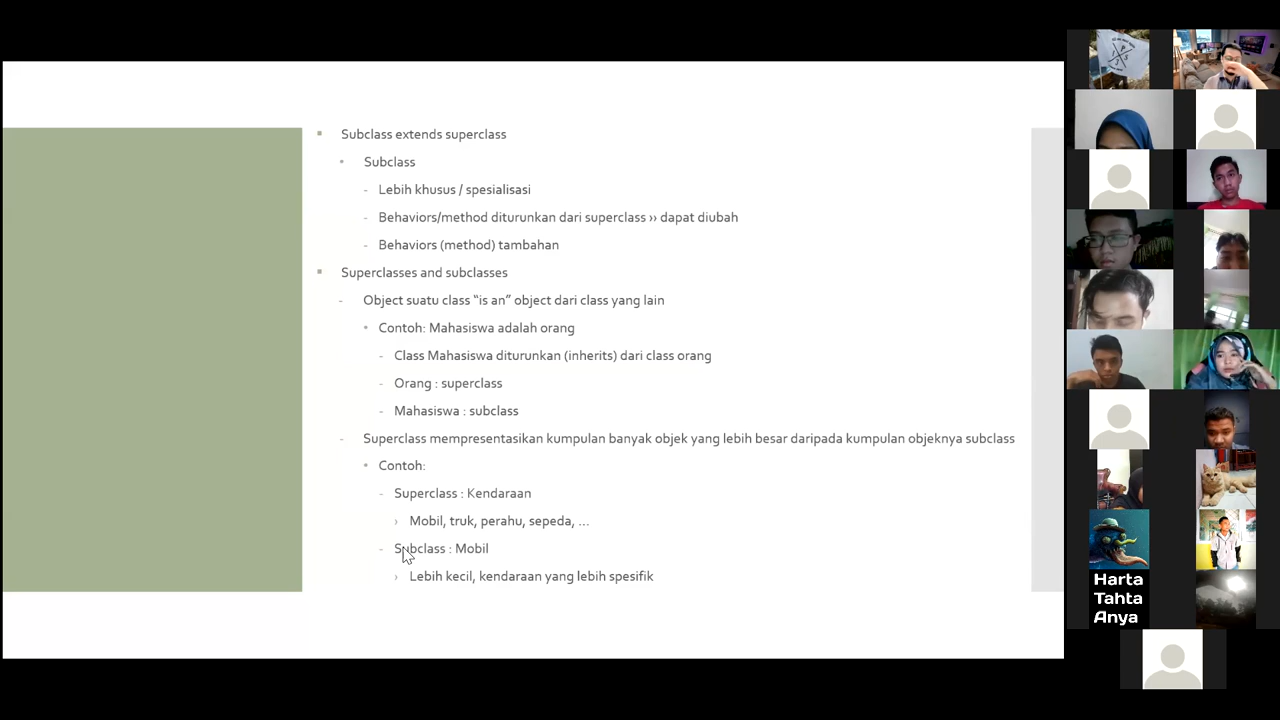 Subclass extends superclass
Subclass
Lebih khusus / spesialisasi
Behaviors/method diturunkan dari superclass ›› dapat diubah
Behaviors (method) tambahan
Superclasses and subclasses
Object suatu class “is an” object dari class yang lain
Contoh: Mahasiswa adalah orang
Class Mahasiswa diturunkan (inherits) dari class orang
Orang : superclass
Mahasiswa : subclass
Superclass mempresentasikan kumpulan banyak objek yang lebih besar daripada kumpulan objeknya subclass
Contoh:
Superclass : Kendaraan
Mobil, truk, perahu, sepeda, ...
Subclass : Mobil
Lebih kecil, kendaraan yang lebih spesifik
Harta
Tahta
Anya